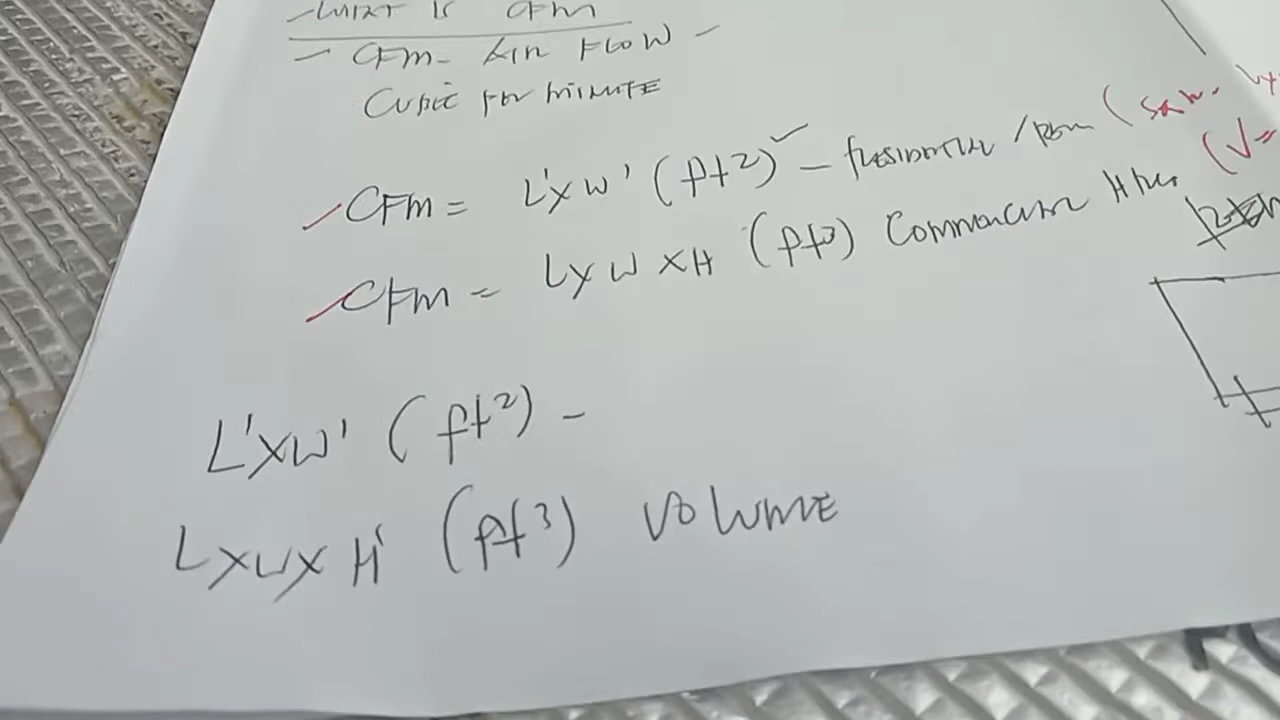 WHAT IS CFM
- CFM- AIR FLOW -
CUBIC PER MINUTE
CFM = L'XW' (ft2) - RESIDENTIAL / RM (
CFM = LXWXH (ft3) COMMERCIAL (V=
L'XW' (ft2) -
LXWXH' (ft3) VOLUME